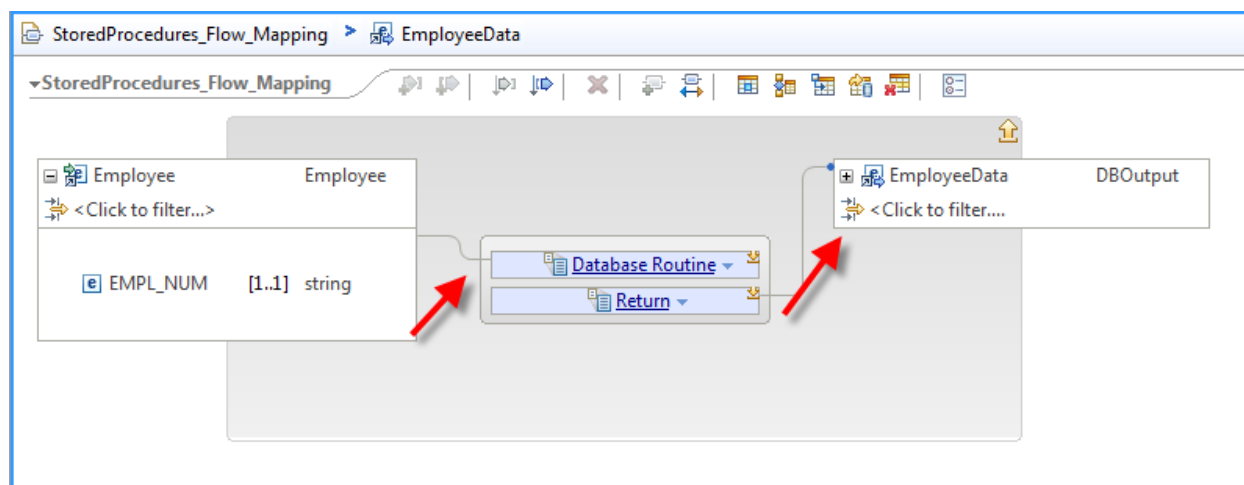 StoredProcedures_Flow_Mapping > EmployeeData
StoredProcedures_Flow_Mapping
Employee Employee
<Click to filter...>
EMPL_NUM [1..1] string
Database Routine
Return
EmployeeData DBOutput
<Click to filter....